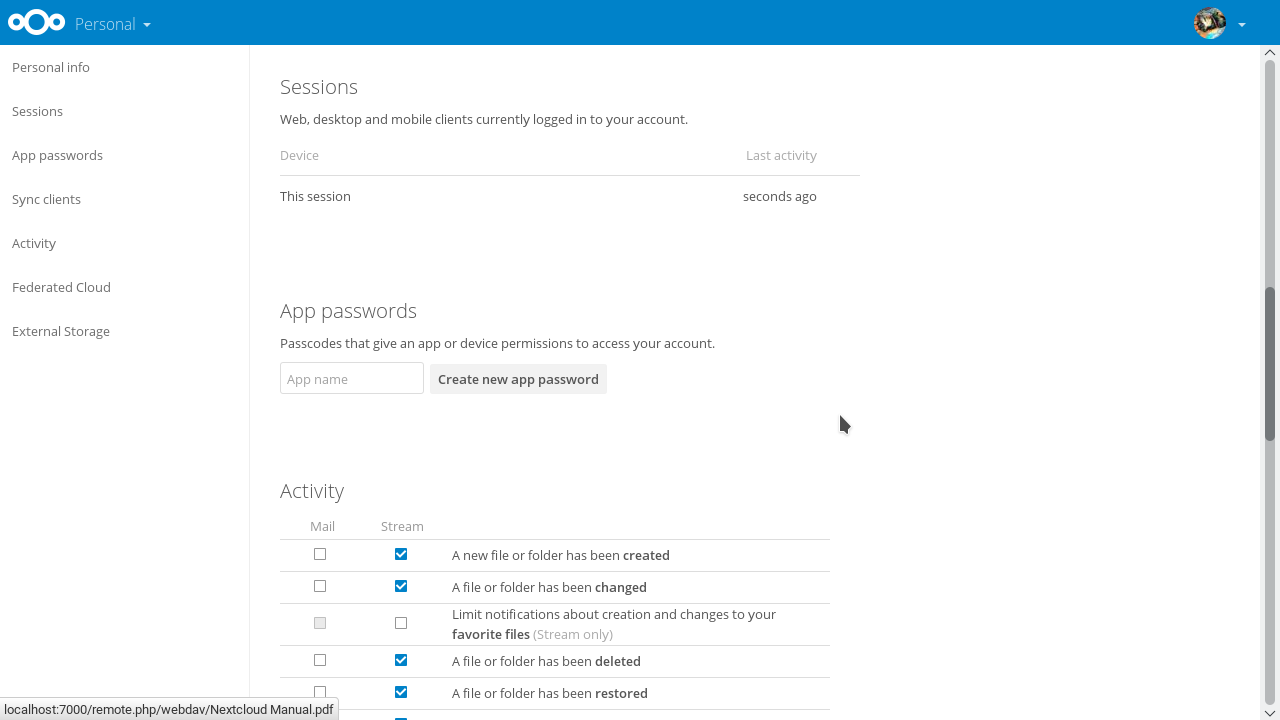 Personal
Personal info
Sessions
App passwords
Sync clients
Activity
Federated Cloud
External Storage
Sessions
Web, desktop and mobile clients currently logged in to your account.
Device Last activity
This session seconds ago
App passwords
Passcodes that give an app or device permissions to access your account.
App name Create new app password
Activity
Mail Stream
A new file or folder has been created
A file or folder has been changed
Limit notifications about creation and changes to your
favorite files (Stream only)
A file or folder has been deleted
A file or folder has been restored
localhost:7000/remote.php/webdav/Nextcloud Manual.pdf